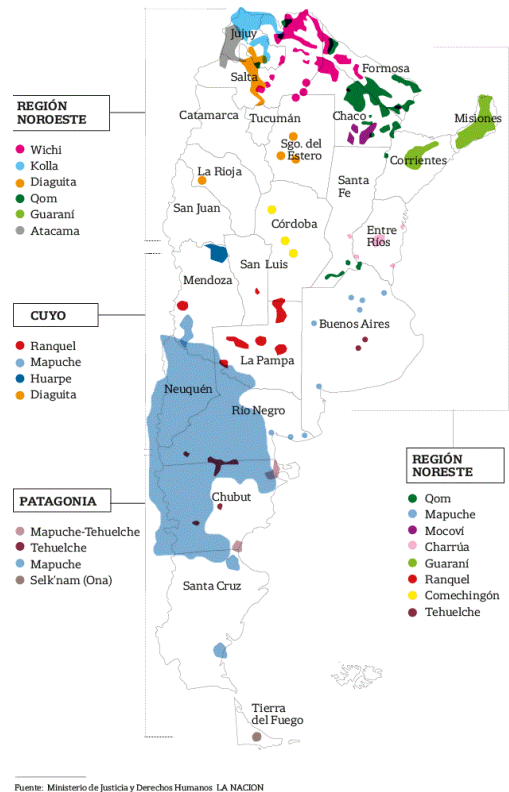 Jujuy
Salta
Formosa
Catamarca
Tucumán
Chaco
Misiones
Sgo. del
Estero
Corrientes
La Rioja
Santa
Fe
San Juan
Córdoba
Entre
Ríos
San Luis
Mendoza
Buenos Aires
La Pampa
Neuquén
Río Negro
Chubut
Santa Cruz
Tierra
del Fuego
REGIÓN
NOROESTE
Wichi
Kolla
Diaguita
Qom
Guaraní
Atacama
CUYO
Ranquel
Mapuche
Huarpe
Diaguita
PATAGONIA
Mapuche-Tehuelche
Tehuelche
Mapuche
Selk'nam (Ona)
REGIÓN
NORESTE
Qom
Mapuche
Mocoví
Charrúa
Guaraní
Ranquel
Comechingón
Tehuelche
Fuente: Ministerio de Justicia y Derechos Humanos LA NACION